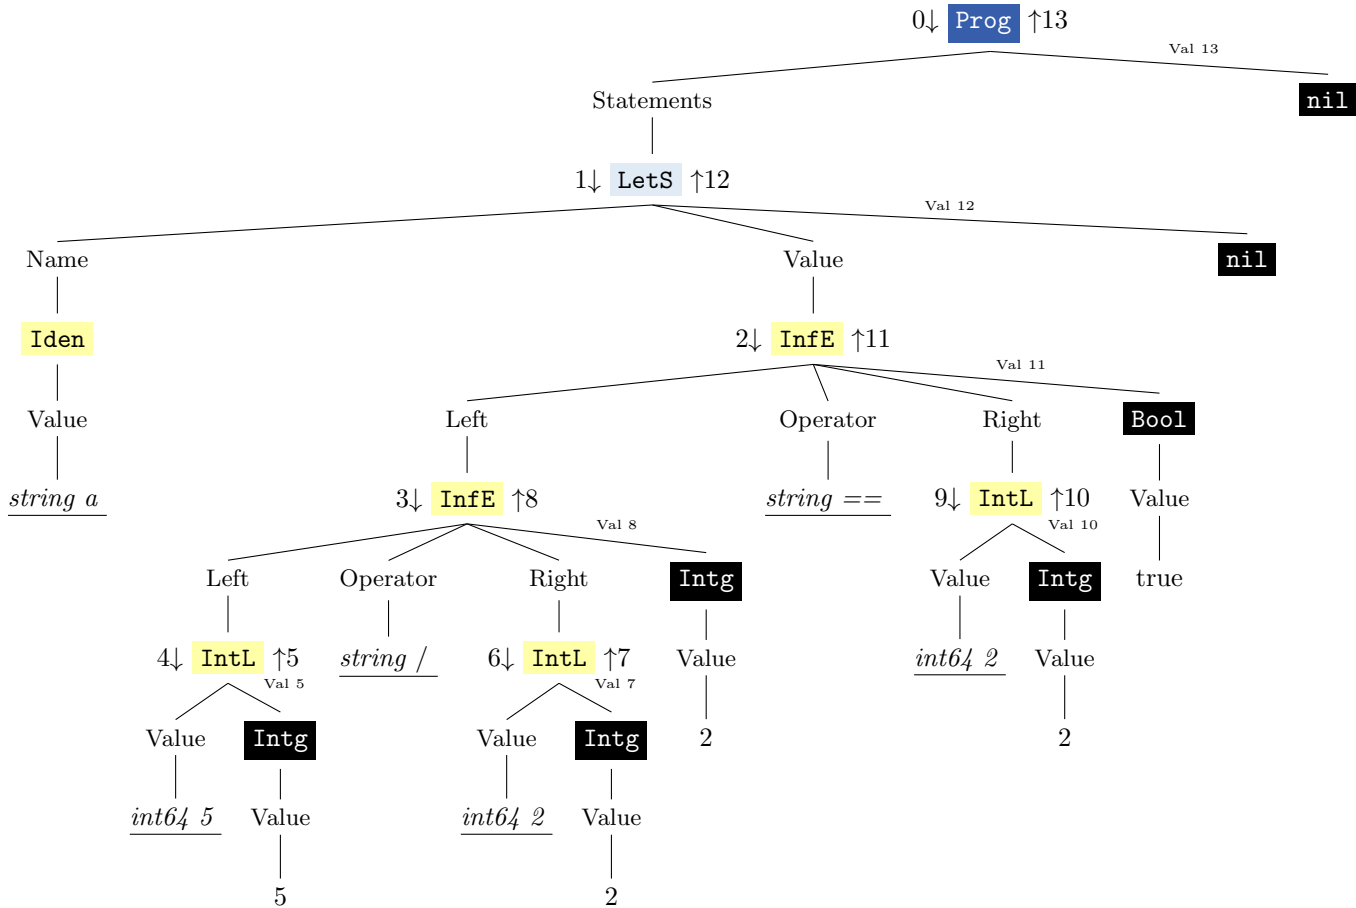 0↓ Prog ↑13
Val 13
Statements
nil
1↓ LetS ↑12
Val 12
Name Value nil
Iden 2↓ InfE ↑11
Val 11
Value Left Operator Right Bool
string a 3↓ InfE ↑8 string == 9↓ IntL ↑10 Value
Val 8 Val 10
Left Operator Right Intg Value Intg true
4↓ IntL ↑5 string / 6↓ IntL ↑7 Value int64 2 Value
Val 5 Val 7
Value Intg Value Intg 2 2
int64 5 Value int64 2 Value
5 2